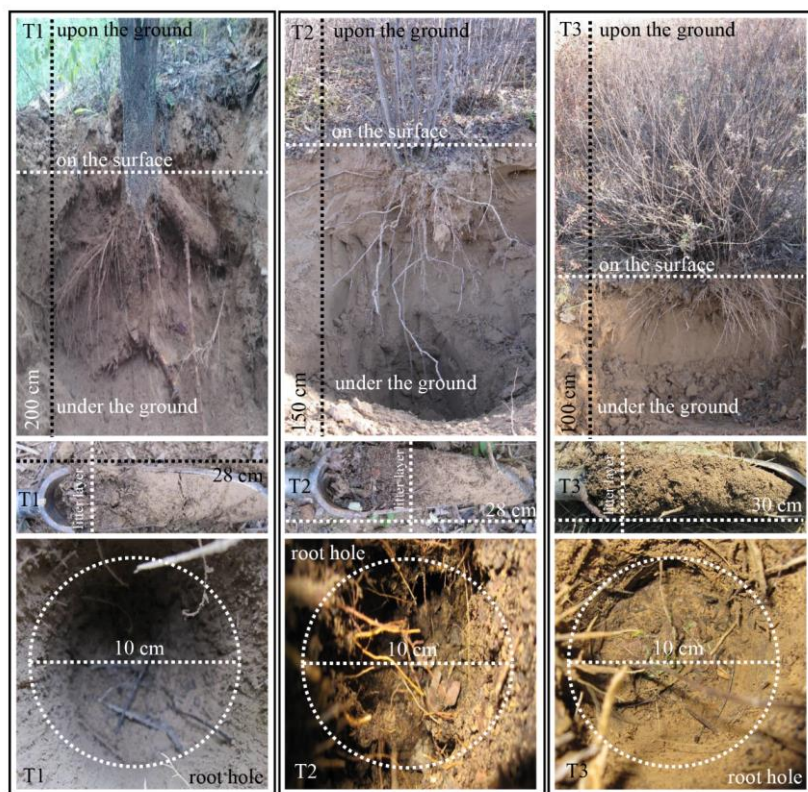 T1
upon the ground
on the surface
200 cm
under the ground
T1
litter layer
28 cm
10 cm
T1
root hole
T2
upon the ground
on the surface
150 cm
under the ground
T2
litter layer
28 cm
root hole
10 cm
T2
T3
upon the ground
on the surface
100 cm
under the ground
T3
litter layer
30 cm
10 cm
T3
root hole